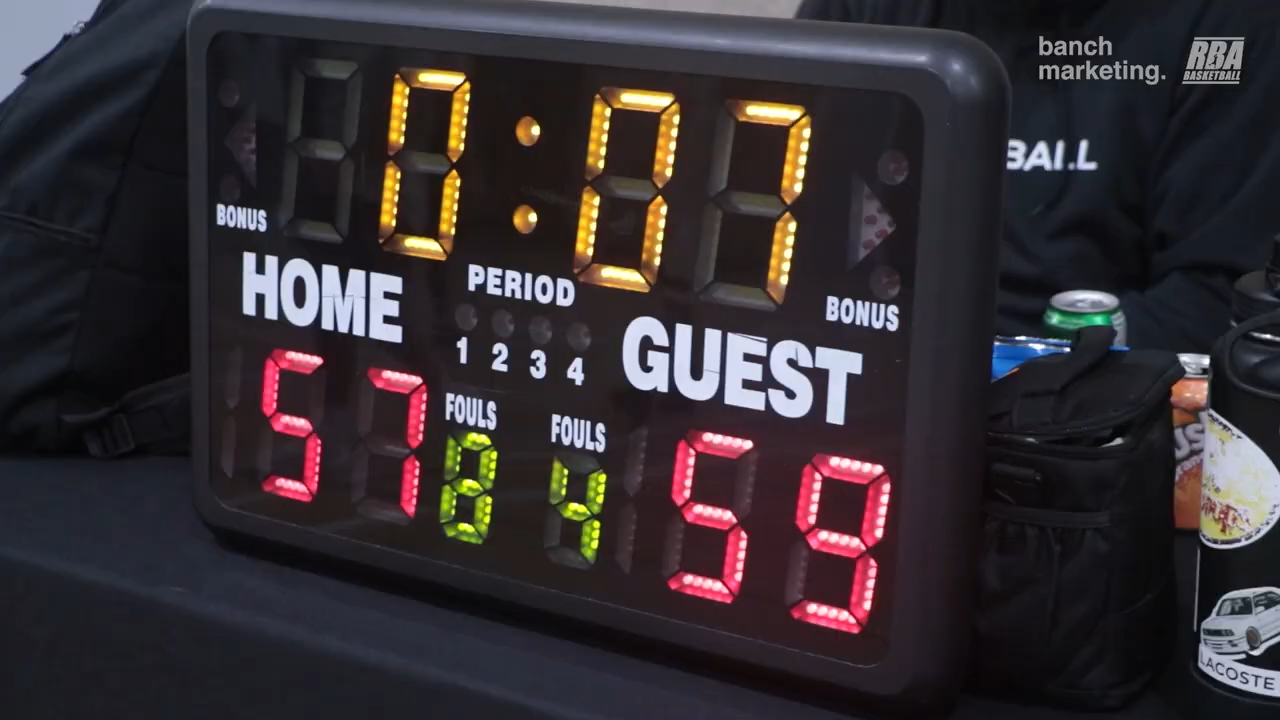 banch
marketing.
RBA
BASKETBALL
BALL
0:07
BONUS
BONUS
HOME
PERIOD
GUEST
1 2 3 4
57
FOULS
8
FOULS
4
59
LACOSTE